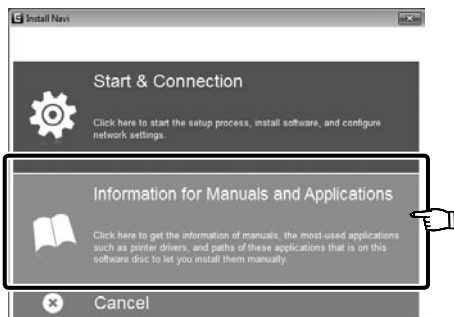 Install Navi
Start & Connection
Click here to start the setup process, install software, and configure
network settings.
Information for Manuals and Applications
Click here to get the information of manuals, the most-used applications
such as printer drivers, and paths of these applications that is on this
software disc to let you install them manually.
Cancel